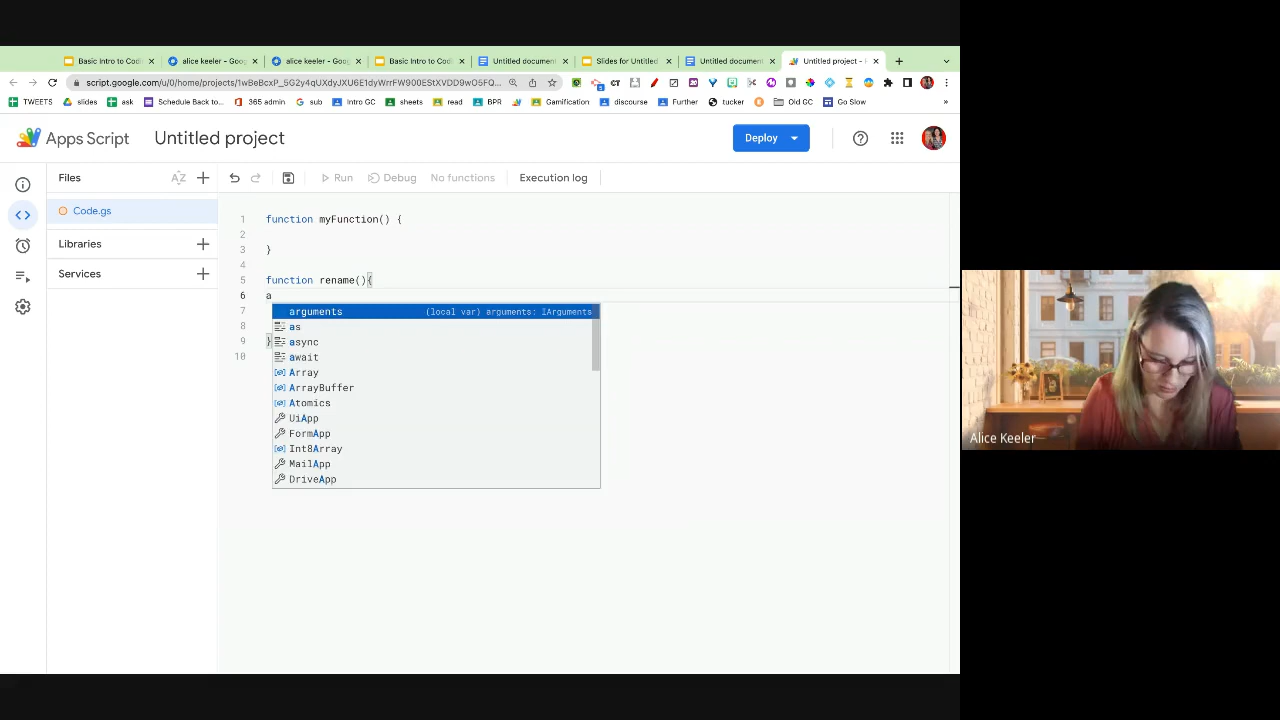 Basic Intro to Codi
alice keeler - Goog
alice keeler - Goog
Basic Intro to Codi
Untitled document
Slides for Untitled
Untitled document
Untitled project -
script.google.com/u/0/home/projects/
TWEETS
slides
ask
Schedule Back to...
365 admin
sub
Intro GC
sheets
read
BPR
Gamification
discourse
Further
tucker
Old GC
Go Slow
»
Apps Script
Untitled project
Deploy
Files
AZ
Run
Debug
No functions
Execution log
Code.gs
Libraries
Services
1 function myFunction() {
2
3 }
4
5 function rename(){
6 a
7
8
9 }
10
arguments (local var) arguments: IArguments
as
async
await
Array
ArrayBuffer
Atomics
UiApp
FormApp
Int8Array
MailApp
DriveApp
Alice Keeler